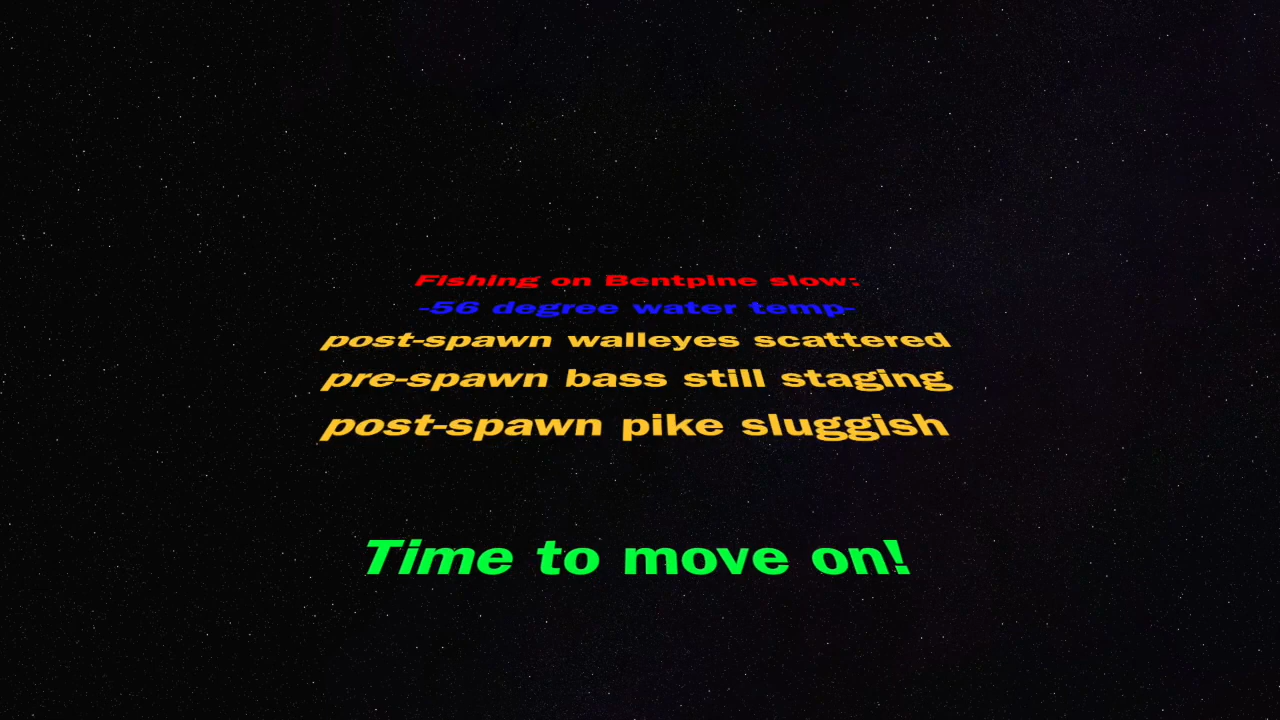 Fishing on Bentpine slow:
-56 degree water temp-
post-spawn walleyes scattered
pre-spawn bass still staging
post-spawn pike sluggish
Time to move on!